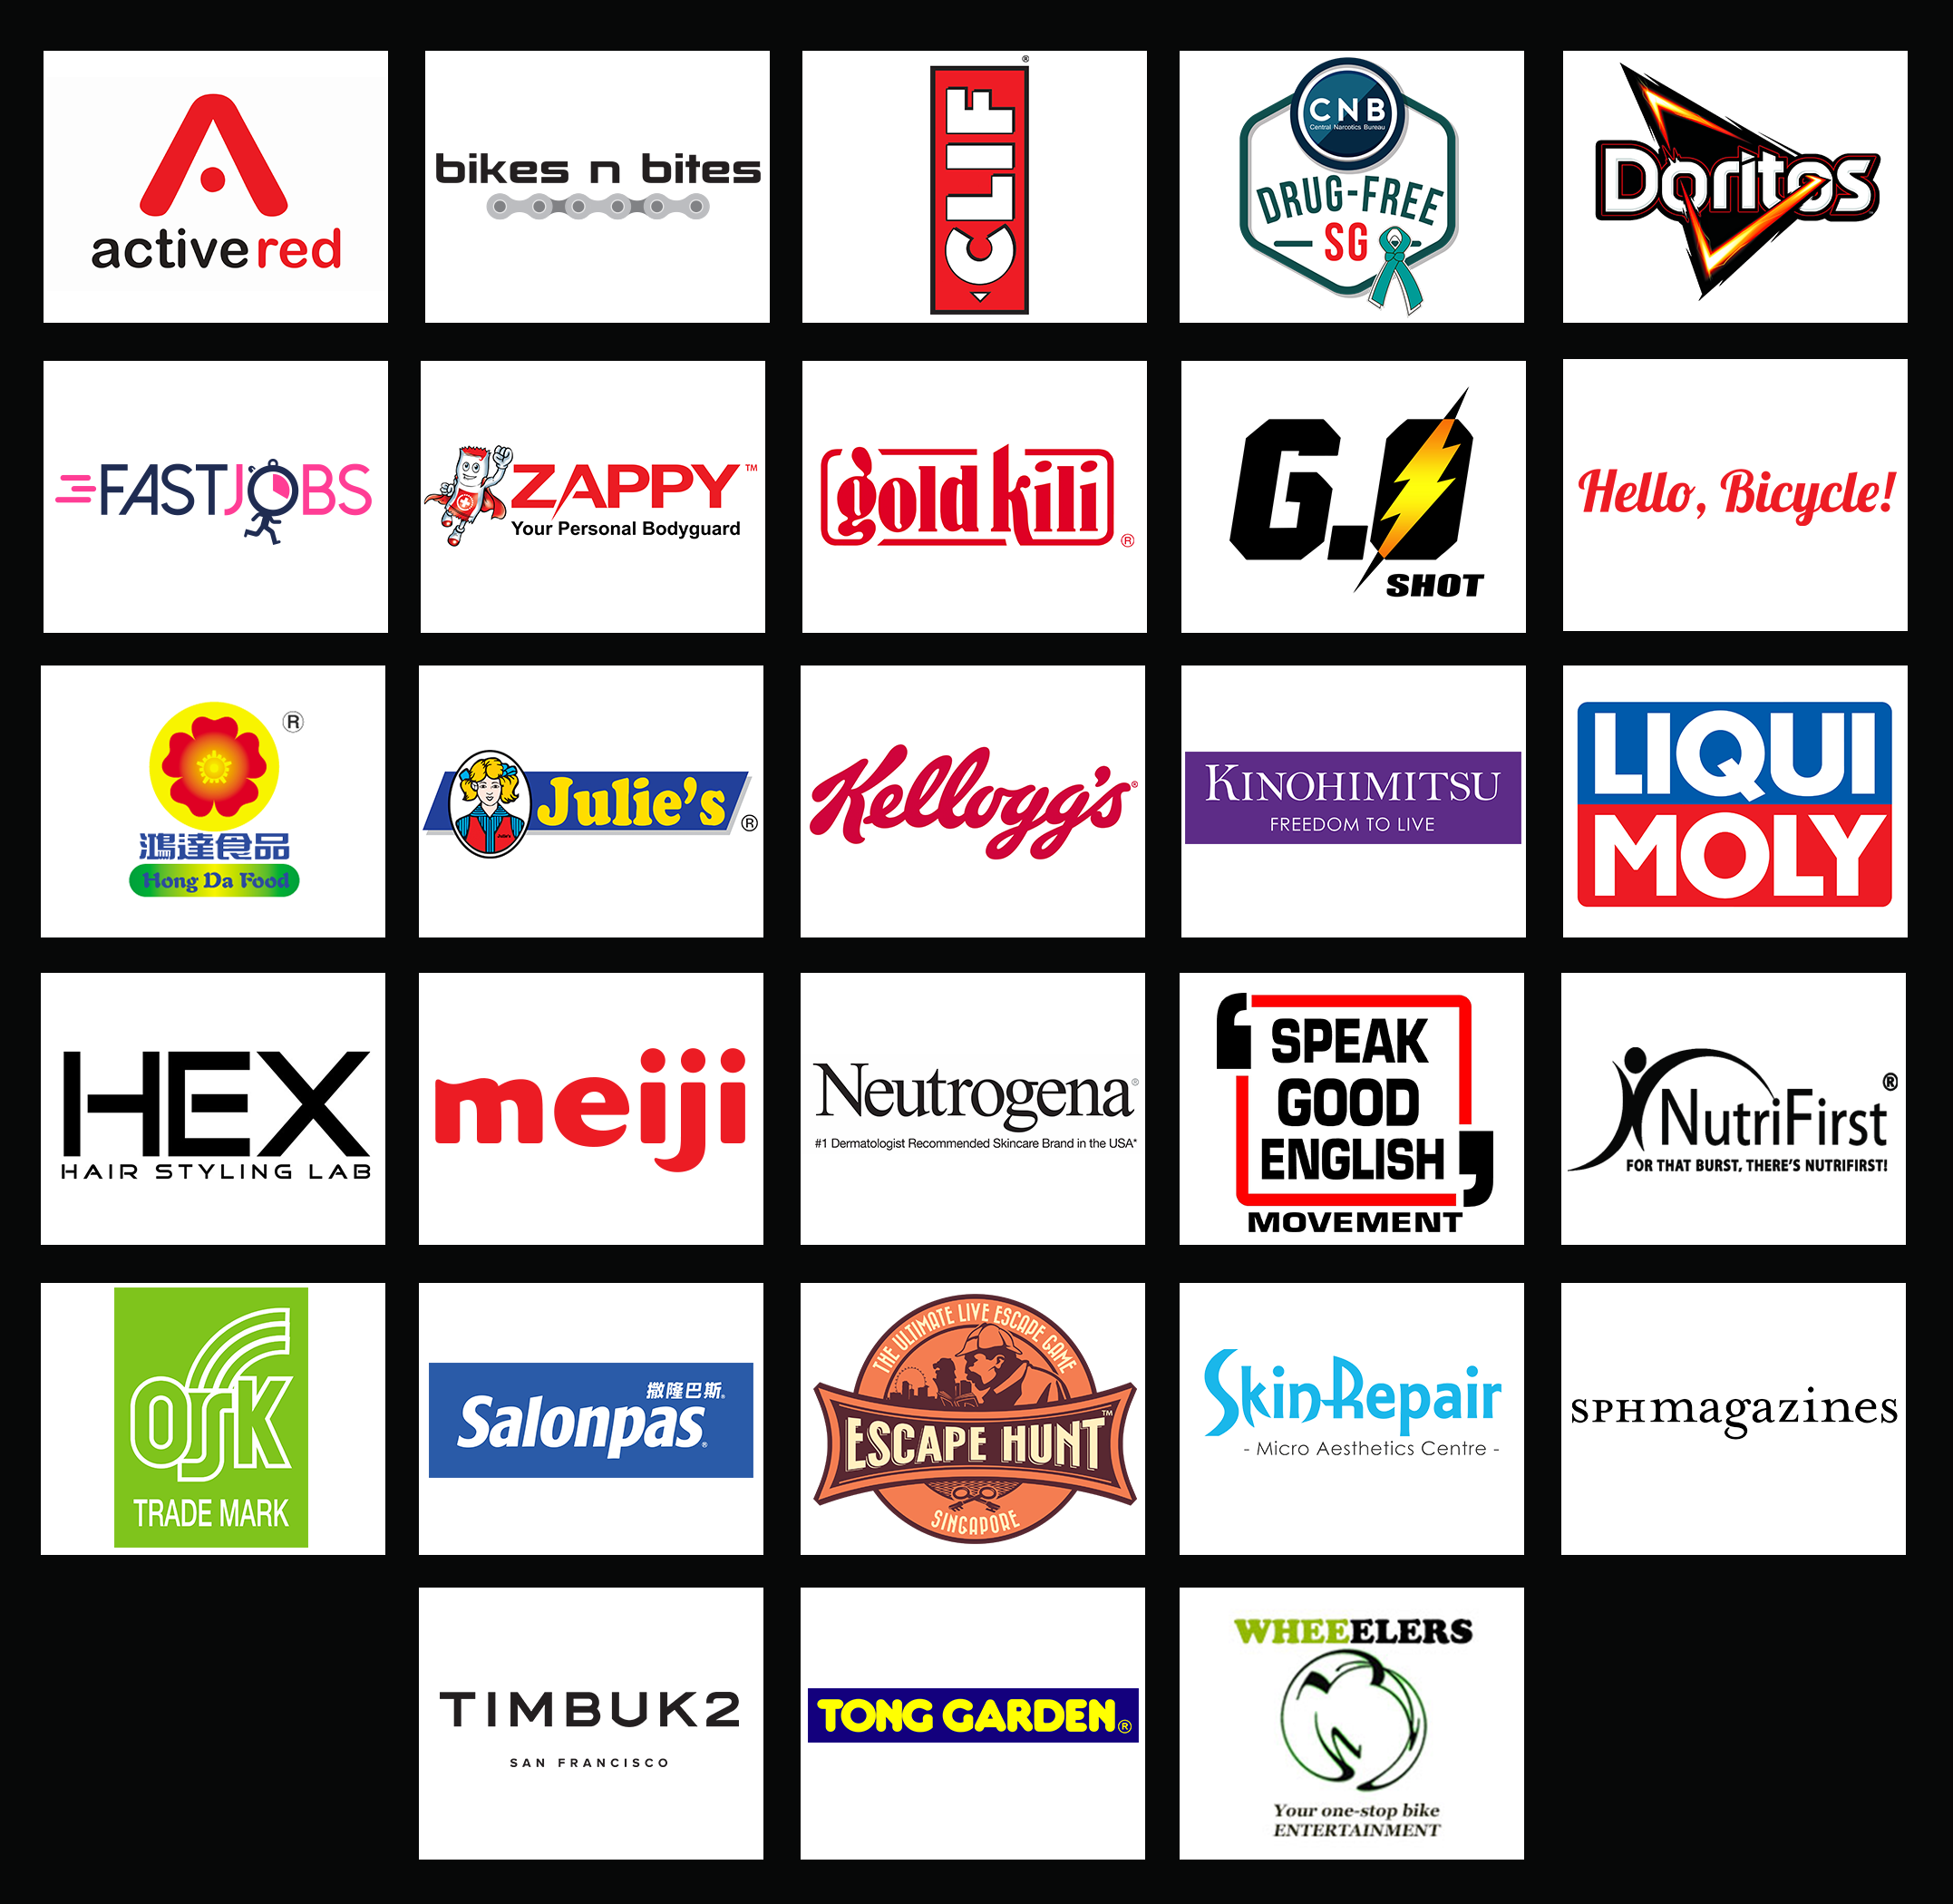 active red
bikes n bites
CLIF®
CNB
Central Narcotics Bureau
DRUG-FREE
SG
Doritos
FASTJOBS
ZAPPY™
Your Personal Bodyguard
gold kili ®
G.0
SHOT
Hello, Bicycle!
®
鴻達食品
Hong Da Food
Julie's ®
Kellogg's®
KINOHIMITSU
FREEDOM TO LIVE
LIQUI
MOLY
HEX
HAIR STYLING LAB
meiji
Neutrogena®
#1 Dermatologist Recommended Skincare Brand in the USA*
SPEAK
GOOD
ENGLISH
MOVEMENT
NutriFirst®
FOR THAT BURST, THERE'S NUTRIFIRST!
OSK
TRADE MARK
撒隆巴斯®
Salonpas®
THE ULTIMATE LIVE ESCAPE GAME
ESCAPE HUNT™
SINGAPORE
SkinRepair
- Micro Aesthetics Centre -
SPHmagazines
TIMBUK2
SAN FRANCISCO
TONG GARDEN®
WHEEELERS
Your one-stop bike
ENTERTAINMENT